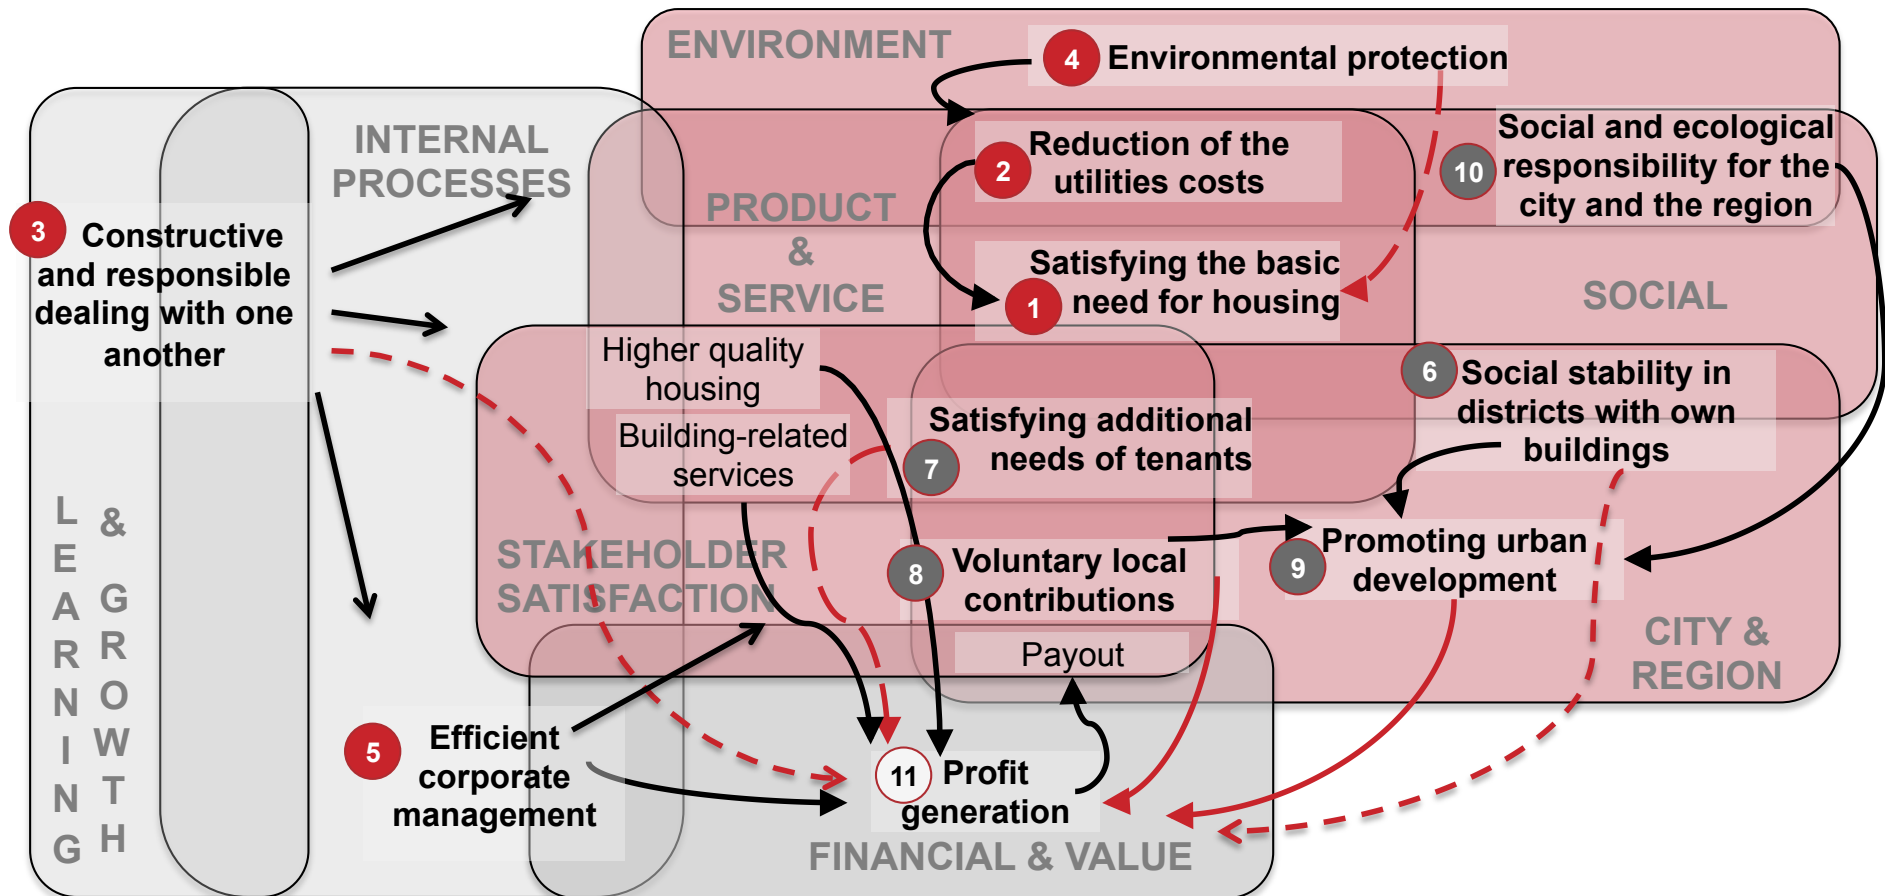 ENVIRONMENT
4
Environmental protection
INTERNAL
PROCESSES
2
Reduction of the
utilities costs
10
Social and ecological
responsibility for the
city and the region
PRODUCT
&
SERVICE
3
Constructive
and responsible
dealing with one
another
1
Satisfying the basic
need for housing
SOCIAL
Higher quality
housing
6
Social stability in
districts with own
buildings
Building-related
services
7
Satisfying additional
needs of tenants
LEARNING
& GROWTH
STAKEHOLDER
SATISFACTION
8
Voluntary local
contributions
9
Promoting urban
development
Payout
CITY &
REGION
5
Efficient
corporate
management
11
Profit
generation
FINANCIAL & VALUE